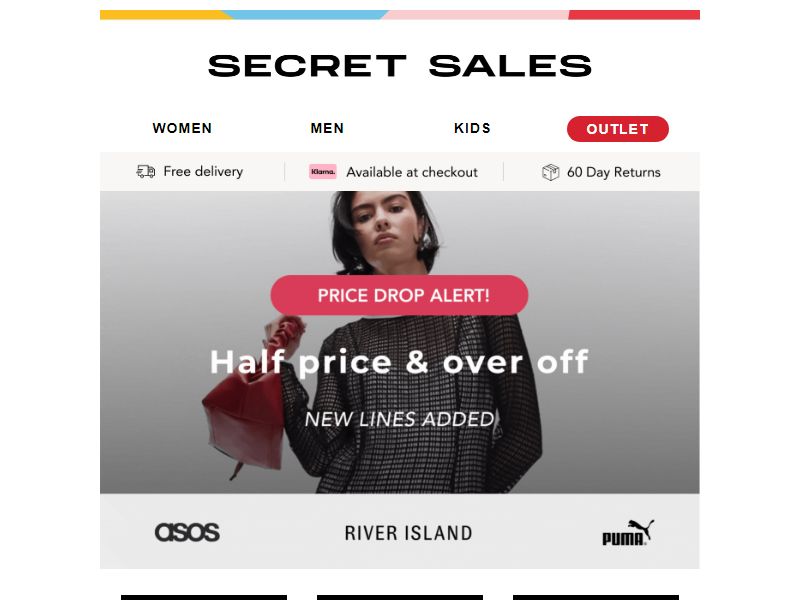 SECRET SALES
WOMEN MEN KIDS OUTLET
Free delivery Klarna. Available at checkout 60 Day Returns
PRICE DROP ALERT!
Half price & over off
NEW LINES ADDED
asos RIVER ISLAND PUMA